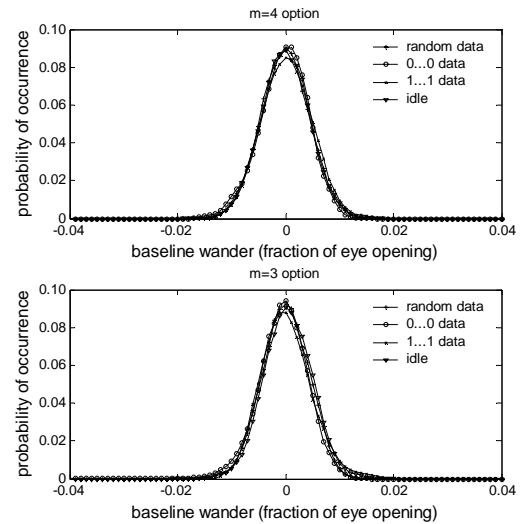 m=4 option
probability of occurrence
0.10
0.08
0.06
0.04
0.02
0
random data
0...0 data
1...1 data
idle
-0.04
-0.02
0
0.02
0.04
baseline wander (fraction of eye opening)
m=3 option
probability of occurrence
0.10
0.08
0.06
0.04
0.02
0.00
random data
0...0 data
1...1 data
idle
-0.04
-0.02
0
0.02
0.04
baseline wander (fraction of eye opening)